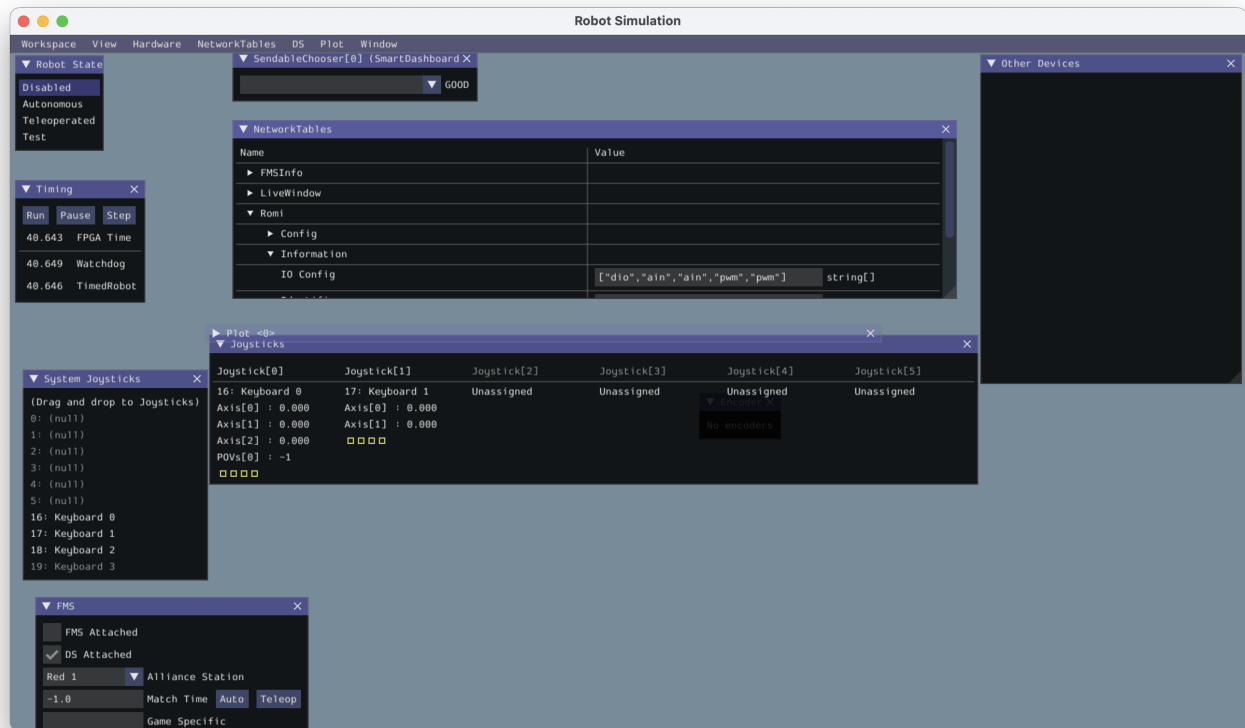 Robot Simulation
Workspace View Hardware NetworkTables DS Plot Window
Robot State
Disabled
Autonomous
Teleoperated
Test
SendableChooser[0] (SmartDashboard
GOOD
Other Devices
NetworkTables
Name Value
FMSInfo
LiveWindow
Romi
Config
Information
IO Config ["dio","ain","ain","pwm","pwm"] string[]
Timing
Run Pause Step
40.643 FPGA Time
40.649 Watchdog
40.646 TimedRobot
Plot <0>
Joysticks
Joystick[0] Joystick[1] Joystick[2] Joystick[3] Joystick[4] Joystick[5]
16: Keyboard 0 17: Keyboard 1 Unassigned Unassigned Unassigned Unassigned
Axis[0] : 0.000 Axis[0] : 0.000
Axis[1] : 0.000 Axis[1] : 0.000
Axis[2] : 0.000
POVs[0] : -1
Encoder
No encoders
System Joysticks
(Drag and drop to Joysticks)
0: (null)
1: (null)
2: (null)
3: (null)
4: (null)
5: (null)
16: Keyboard 0
17: Keyboard 1
18: Keyboard 2
19: Keyboard 3
FMS
FMS Attached
DS Attached
Red 1 Alliance Station
-1.0 Match Time Auto Teleop
Game Specific